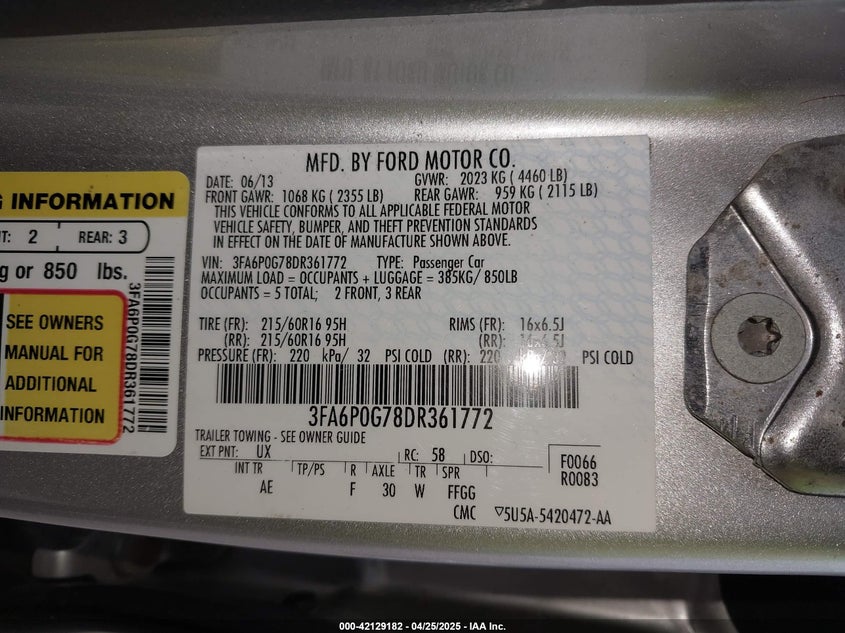 MFD. BY FORD MOTOR CO.
DATE: 06/13 GVWR: 2023 KG ( 4460 LB)
FRONT GAWR: 1068 KG ( 2355 LB) REAR GAWR: 959 KG ( 2115 LB)
THIS VEHICLE CONFORMS TO ALL APPLICABLE FEDERAL MOTOR
VEHICLE SAFETY, BUMPER, AND THEFT PREVENTION STANDARDS
IN EFFECT ON THE DATE OF MANUFACTURE SHOWN ABOVE.
VIN: 3FA6P0G78DR361772 TYPE: Passenger Car
MAXIMUM LOAD = OCCUPANTS + LUGGAGE = 385KG/ 850LB
OCCUPANTS = 5 TOTAL; 2 FRONT, 3 REAR
TIRE (FR): 215/60R16 95H RIMS (FR): 16x6.5J
(RR): 215/60R16 95H (RR): 16x6.5J
PRESSURE (FR): 220 kPa/ 32 PSI COLD (RR): 220 PSI COLD
3FA6P0G78DR361772
TRAILER TOWING - SEE OWNER GUIDE
EXT PNT: UX RC: 58 DSO:
INT TR TP/PS R AXLE TR SPR
AE F 30 W FFGG
F0066
R0083
CMC ▽5U5A-5420472-AA
INFORMATION
2 REAR: 3
or 850 lbs.
SEE OWNERS
MANUAL FOR
ADDITIONAL
INFORMATION
3FA6P0G78DR361772
000-42129182 - 04/25/2025 - IAA Inc.